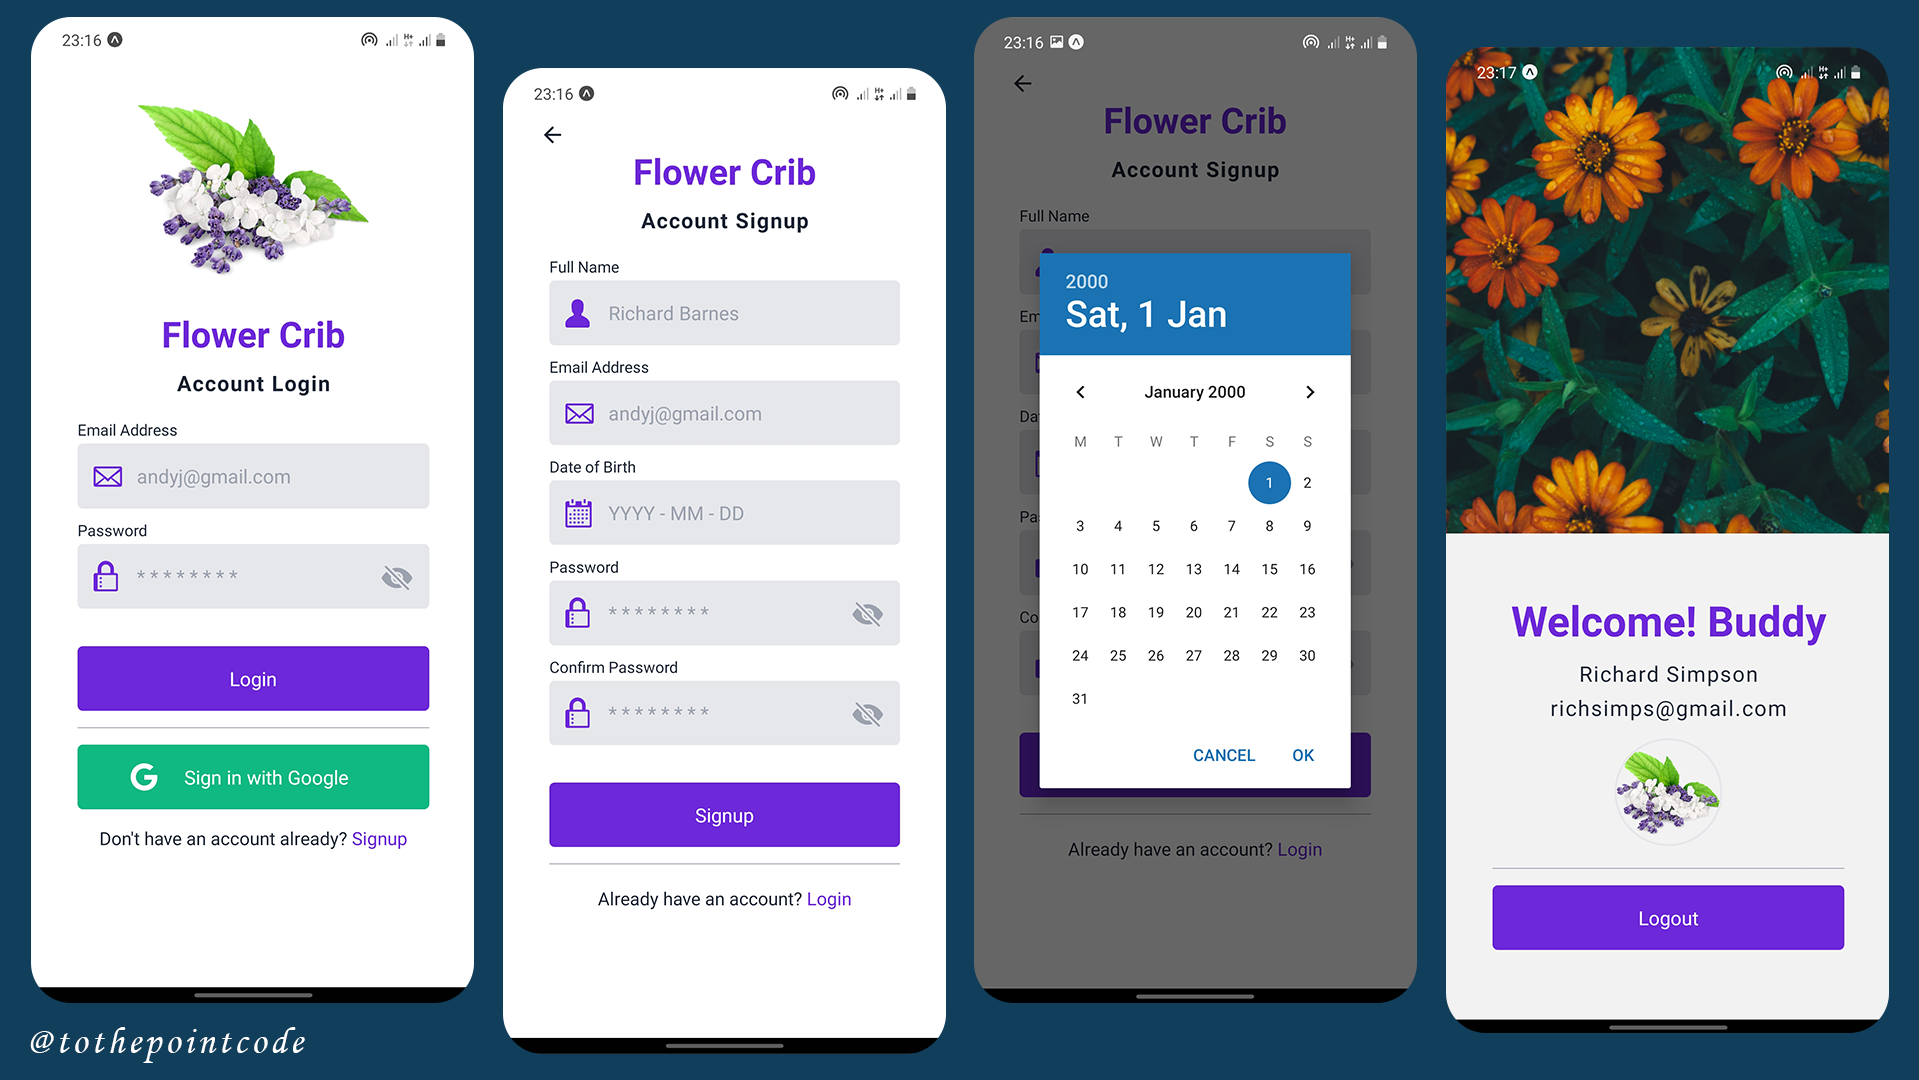 23:16
Flower Crib
Account Login
Email Address
andyj@gmail.com
Password
* * * * * * * *
Login
G Sign in with Google
Don't have an account already? Signup
23:16
Flower Crib
Account Signup
Full Name
Richard Barnes
Email Address
andyj@gmail.com
Date of Birth
YYYY - MM - DD
Password
* * * * * * * *
Confirm Password
* * * * * * * *
Signup
Already have an account? Login
23:16
Flower Crib
Account Signup
Full Name
Em
Da
Pa
Co
2000
Sat, 1 Jan
January 2000
M T W T F S S
1 2
3 4 5 6 7 8 9
10 11 12 13 14 15 16
17 18 19 20 21 22 23
24 25 26 27 28 29 30
31
CANCEL OK
Already have an account? Login
23:17
Welcome! Buddy
Richard Simpson
richsimps@gmail.com
Logout
@tothepointcode